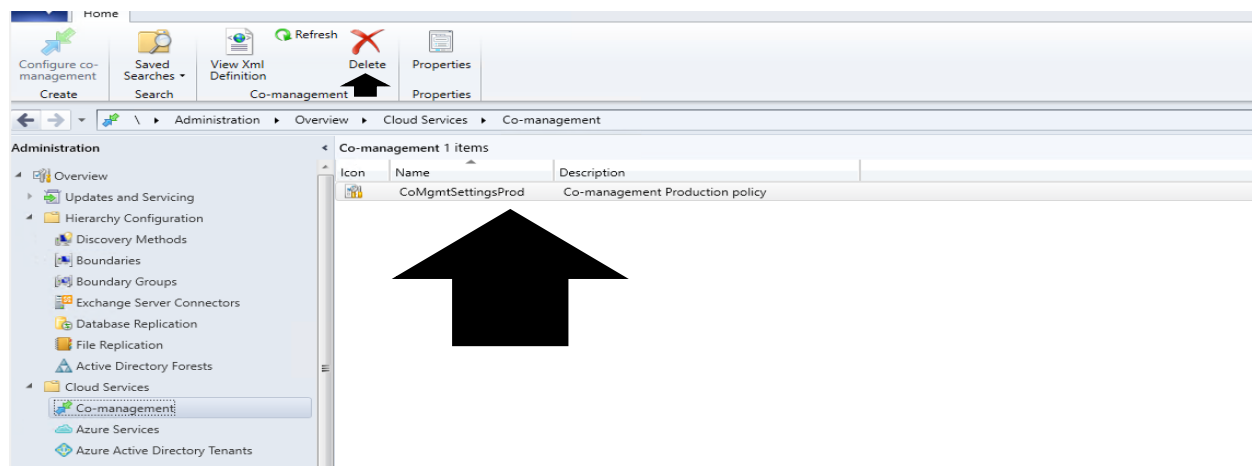 Home
Configure co-
management
Saved
Searches
View Xml
Definition
Refresh
Delete
Properties
Create
Search
Co-management
Properties
\ Administration Overview Cloud Services Co-management
Administration
Co-management 1 items
Icon Name Description
CoMgmtSettingsProd Co-management Production policy
Overview
Updates and Servicing
Hierarchy Configuration
Discovery Methods
Boundaries
Boundary Groups
Exchange Server Connectors
Database Replication
File Replication
Active Directory Forests
Cloud Services
Co-management
Azure Services
Azure Active Directory Tenants